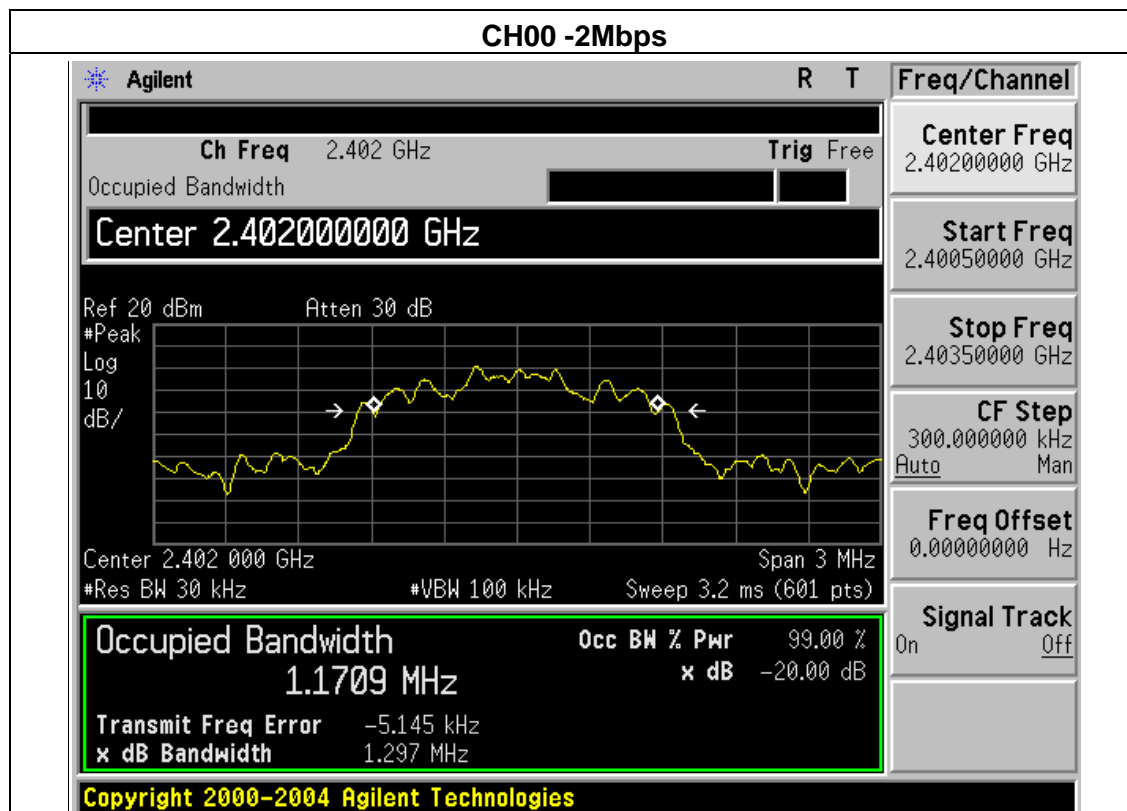 CH00 -2Mbps
Agilent R T Freq/Channel
Ch Freq 2.402 GHz Trig Free
Occupied Bandwidth
Center 2.402000000 GHz
Ref 20 dBm Atten 30 dB
#Peak
Log
10
dB/
Center 2.402 000 GHz Span 3 MHz
#Res BW 30 kHz #VBW 100 kHz Sweep 3.2 ms (601 pts)
Occupied Bandwidth Occ BW % Pwr 99.00 %
1.1709 MHz x dB -20.00 dB
Transmit Freq Error -5.145 kHz
x dB Bandwidth 1.297 MHz
Copyright 2000-2004 Agilent Technologies
Center Freq
2.40200000 GHz
Start Freq
2.40050000 GHz
Stop Freq
2.40350000 GHz
CF Step
300.000000 kHz
Auto Man
Freq Offset
0.00000000 Hz
Signal Track
On Off